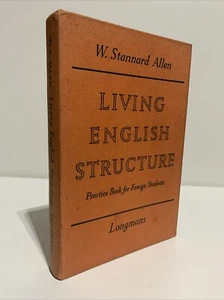 W. Stannard Allen
LIVING
ENGLISH
STRUCTURE
Practice Book for Foreign Students
Longmans